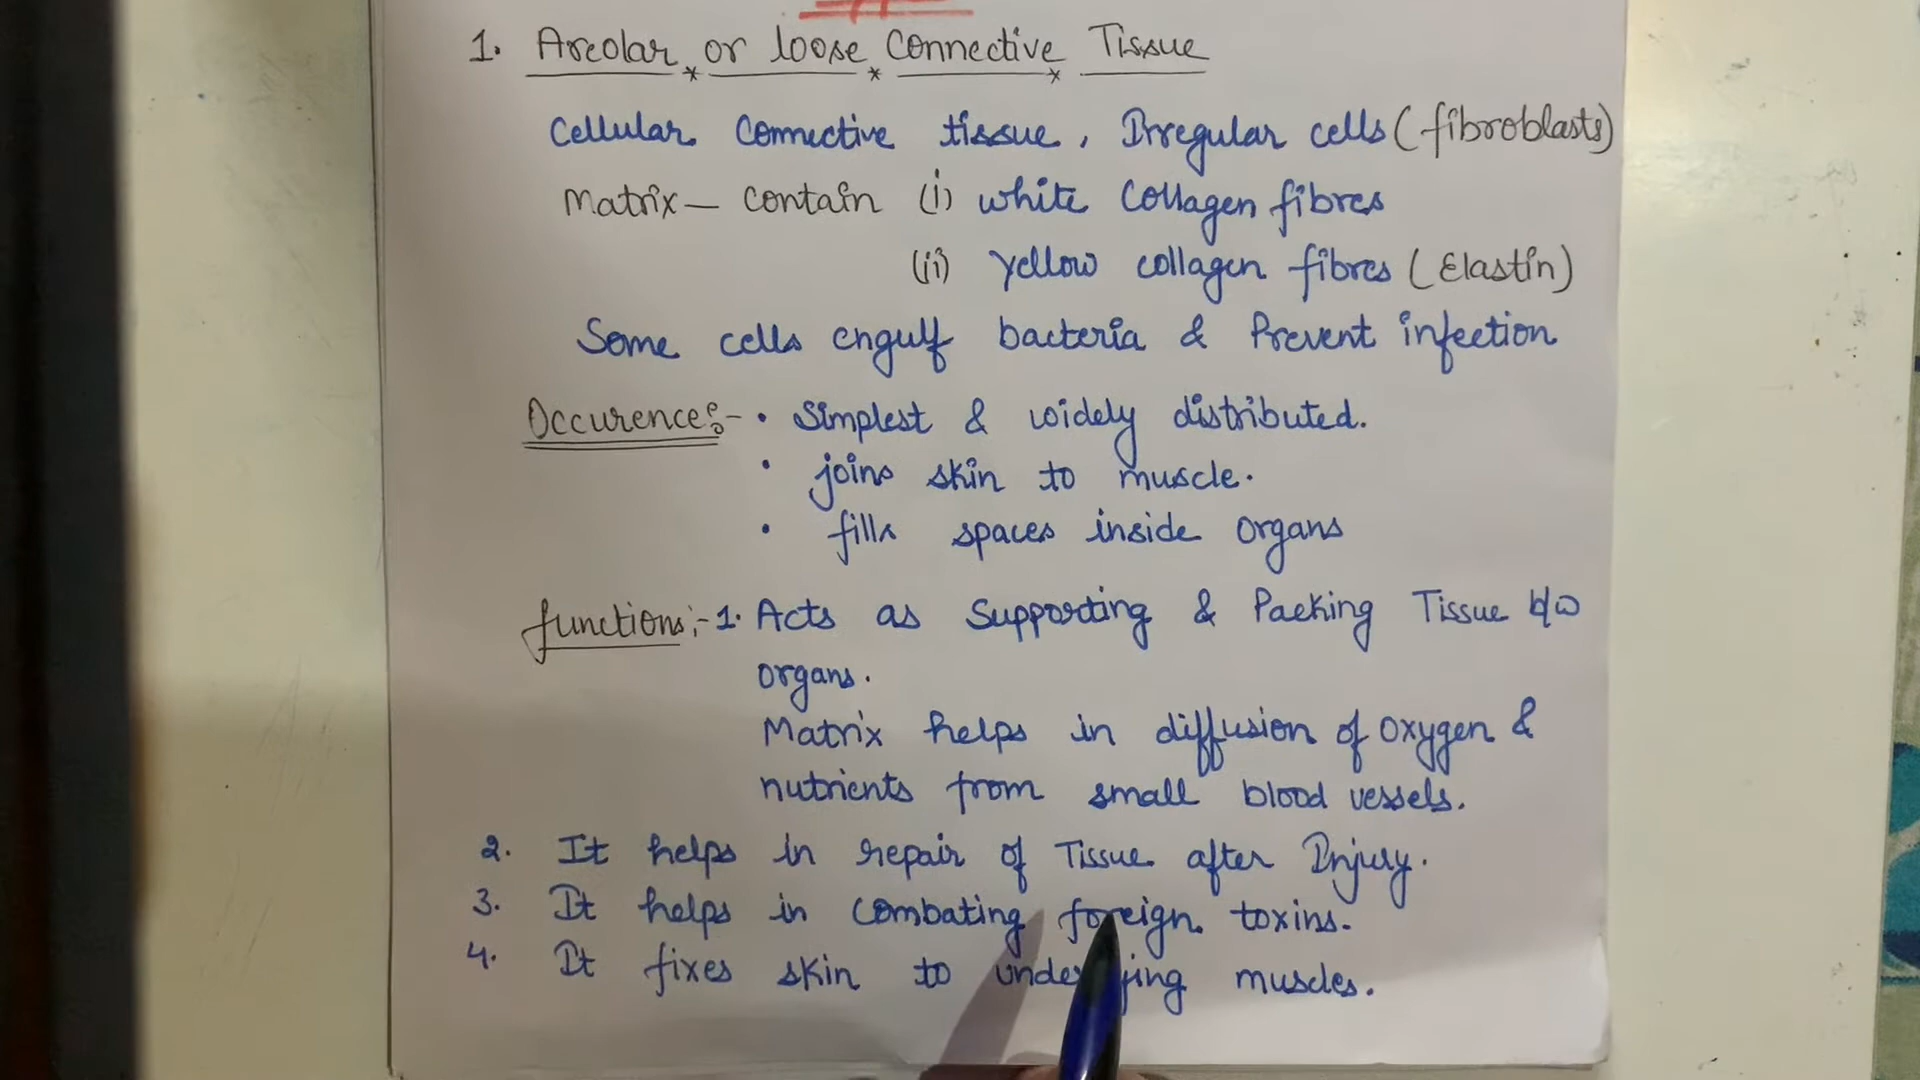 1. Areolar or loose Connective Tissue
Cellular Connective tissue, Irregular cells (fibroblasts)
Matrix – contain (i) white Collagen fibres
(ii) yellow collagen fibres (Elastin)
Some cells engulf bacteria & Prevent infection
Occurence:- • Simplest & widely distributed.
• joins skin to muscle.
• fills spaces inside organs
functions:- 1. Acts as Supporting & Packing Tissue b/w
organs.
Matrix helps in diffusion of oxygen &
nutrients from small blood vessels.
2. It helps in repair of Tissue after Injury.
3. It helps in combating foreign toxins.
4. It fixes skin to underlying muscles.